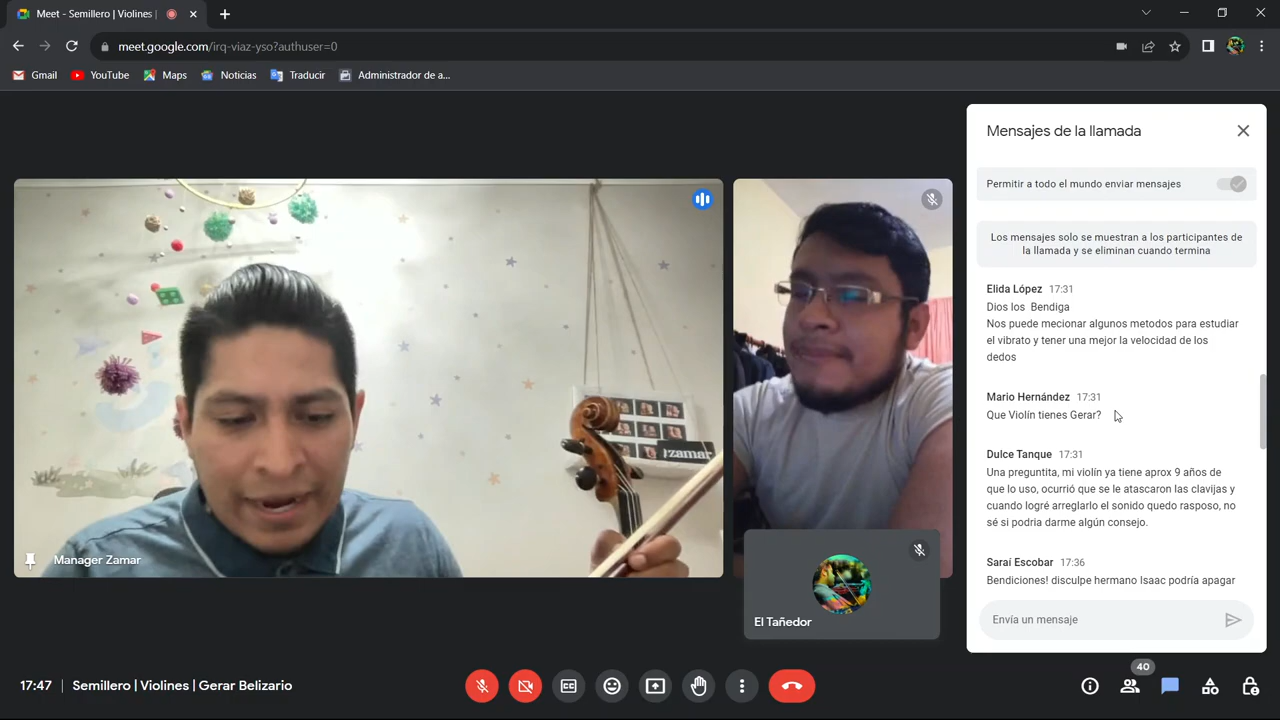 Meet - Semillero | Violines |
meet.google.com/irq-viaz-yso?authuser=0
Gmail
YouTube
Maps
Noticias
Traducir
Administrador de a...
Mensajes de la llamada
Permitir a todo el mundo enviar mensajes
Los mensajes solo se muestran a los participantes de
la llamada y se eliminan cuando termina
Elida López 17:31
Dios los Bendiga
Nos puede mecionar algunos metodos para estudiar
el vibrato y tener una mejor la velocidad de los
dedos
Mario Hernández 17:31
Que Violín tienes Gerar?
Dulce Tanque 17:31
Una preguntita, mi violín ya tiene aprox 9 años de
que lo uso, ocurrió que se le atascaron las clavijas y
cuando logré arreglarlo el sonido quedo rasposo, no
sé si podria darme algún consejo.
Saraí Escobar 17:36
Bendiciones! disculpe hermano Isaac podría apagar
Envía un mensaje
zamar
Manager Zamar
El Tañedor
40
17:47 | Semillero | Violines | Gerar Belizario
CC